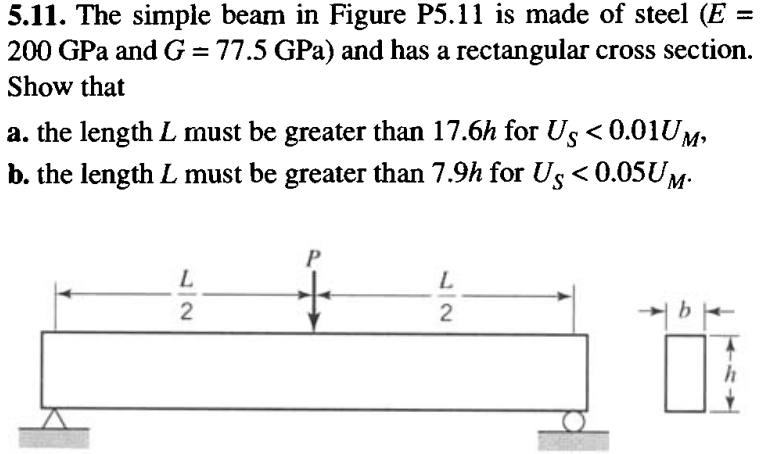 5.11. The simple beam in Figure P5.11 is made of steel (E =
200 GPa and G = 77.5 GPa) and has a rectangular cross section.
Show that
a. the length L must be greater than 17.6h for U_S < 0.01U_M,
b. the length L must be greater than 7.9h for U_S < 0.05U_M.
P
L/2
L/2
b
h